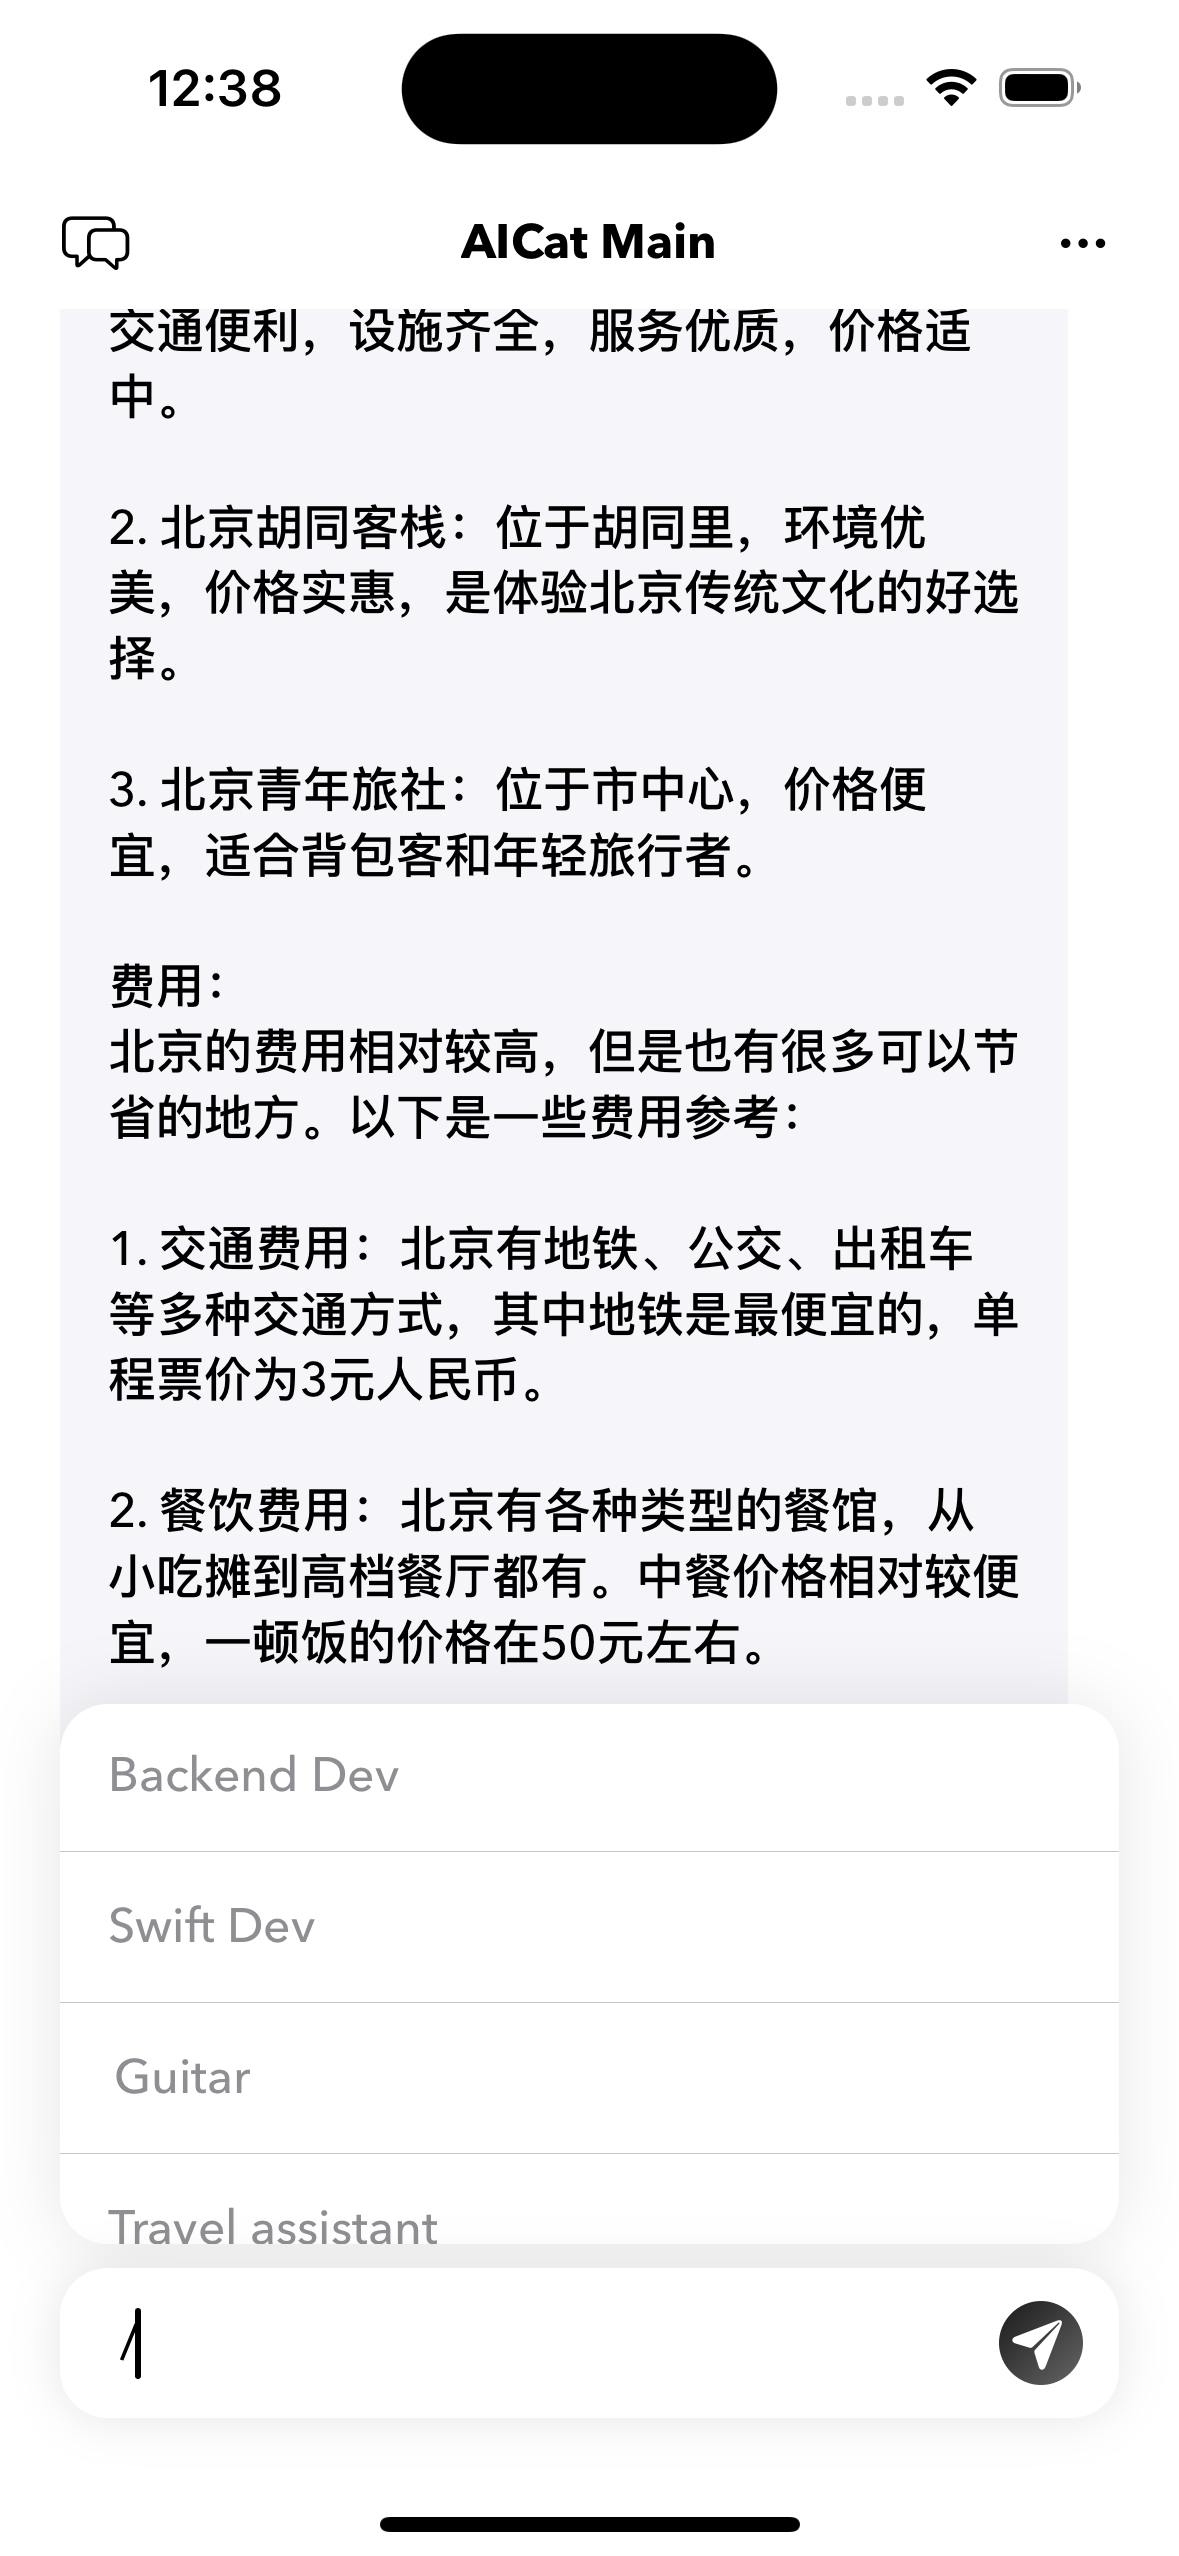 12:38
AICat Main
交通便利，设施齐全，服务优质，价格适
中。
2. 北京胡同客栈：位于胡同里，环境优
美，价格实惠，是体验北京传统文化的好选
择。
3. 北京青年旅社：位于市中心，价格便
宜，适合背包客和年轻旅行者。
费用：
北京的费用相对较高，但是也有很多可以节
省的地方。以下是一些费用参考：
1. 交通费用：北京有地铁、公交、出租车
等多种交通方式，其中地铁是最便宜的，单
程票价为3元人民币。
2. 餐饮费用：北京有各种类型的餐馆，从
小吃摊到高档餐厅都有。中餐价格相对较便
宜，一顿饭的价格在50元左右。
Backend Dev
Swift Dev
Guitar
Travel assistant
/